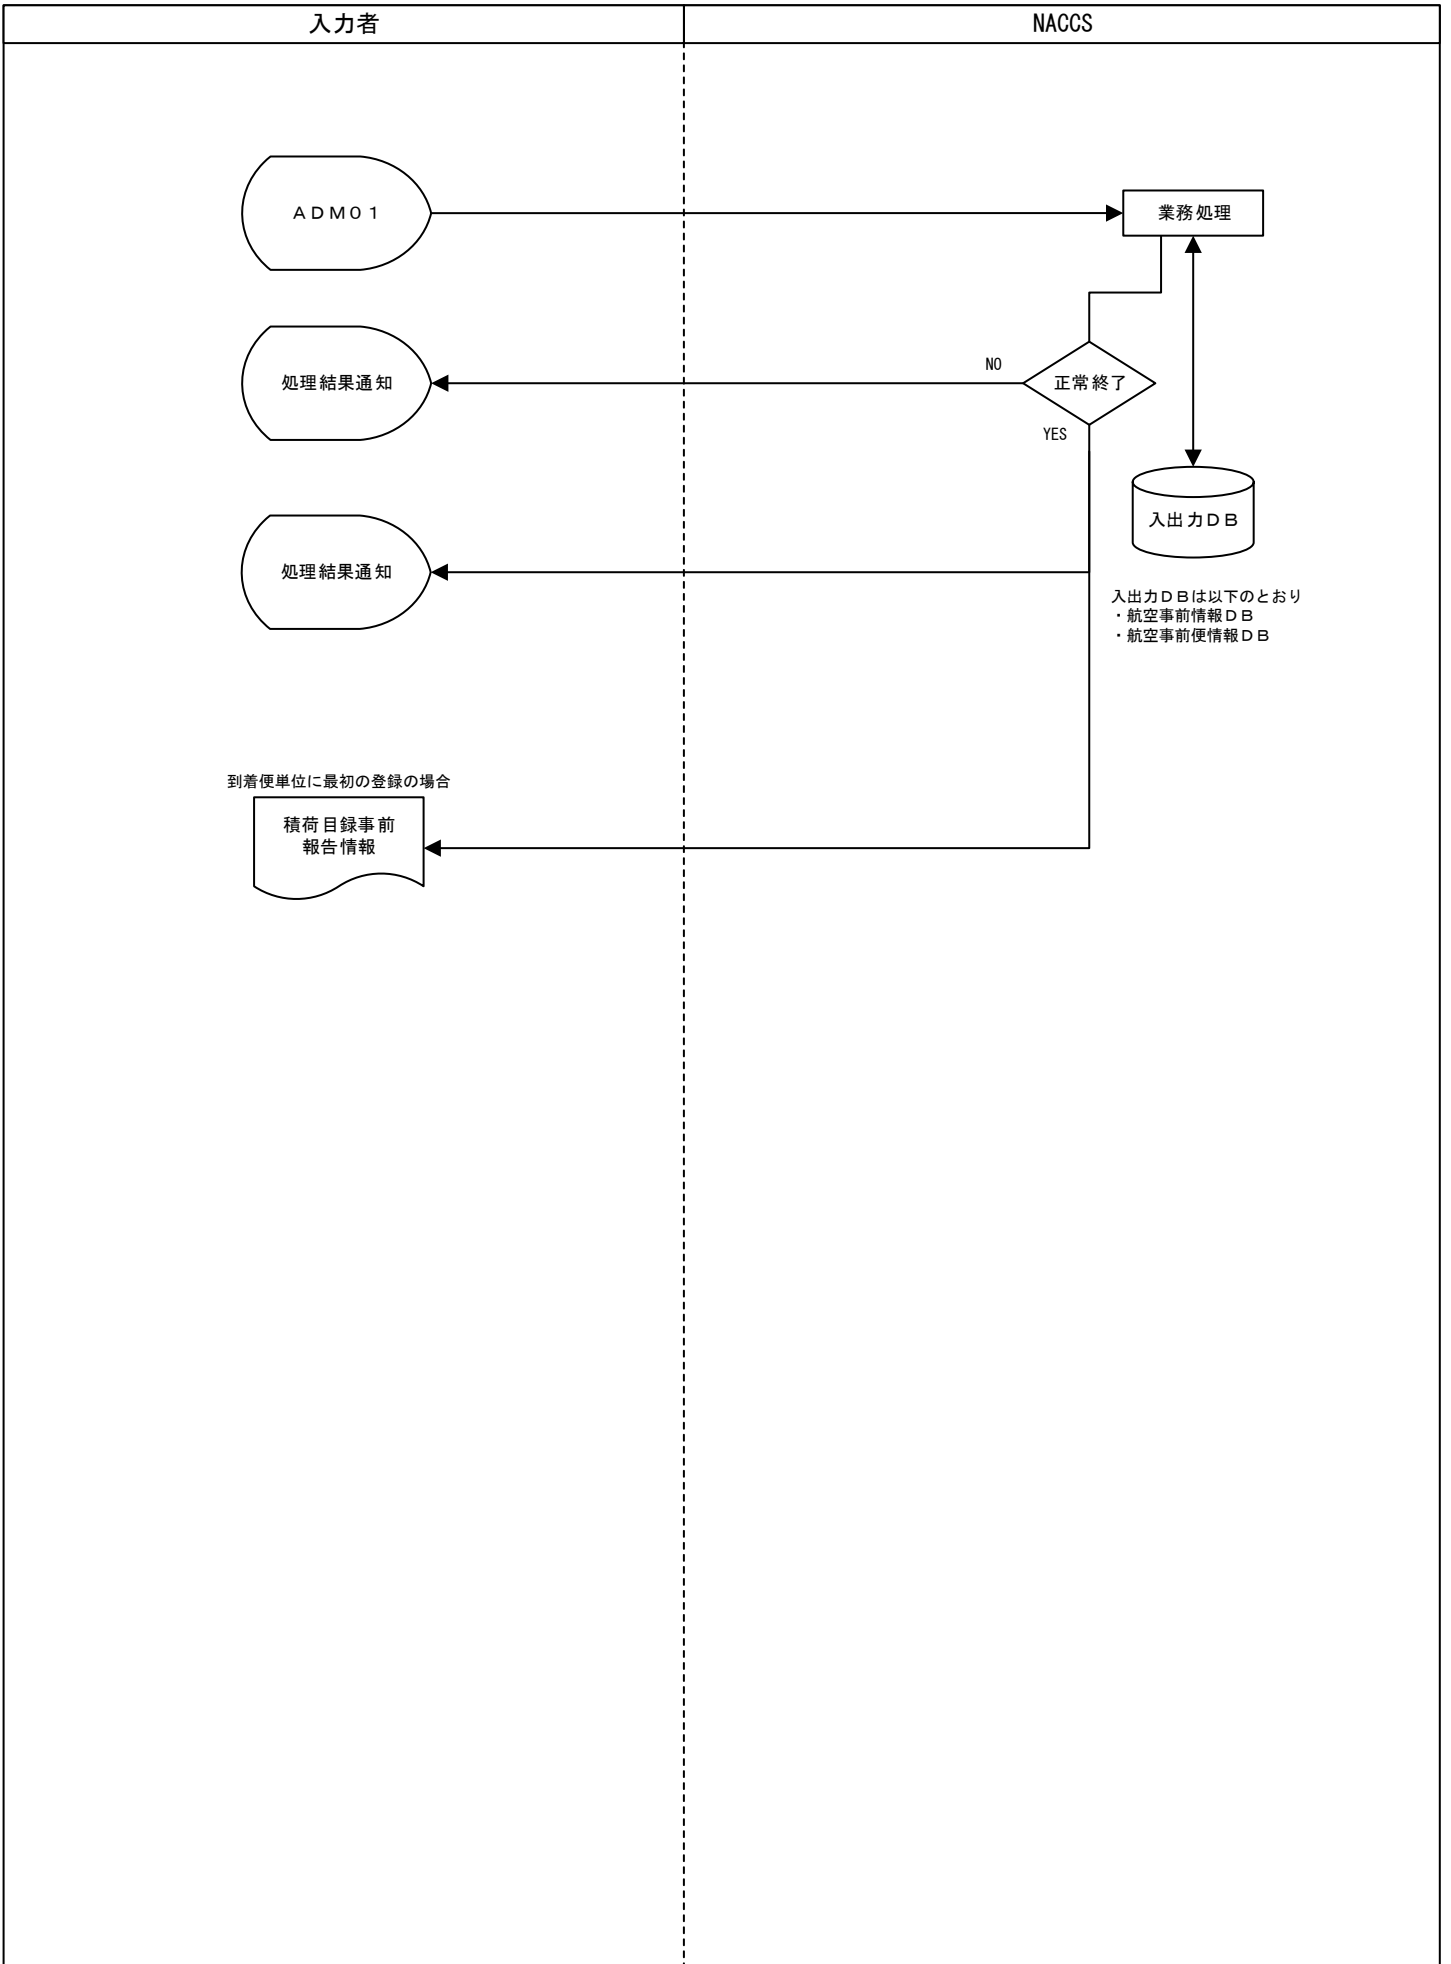 入力者
NACCS
ＡＤＭ０１
業務処理
処理結果通知
NO
正常終了
YES
入出力ＤＢ
処理結果通知
入出力ＤＢは以下のとおり
・航空事前情報ＤＢ
・航空事前便情報ＤＢ
到着便単位に最初の登録の場合
積荷目録事前
報告情報